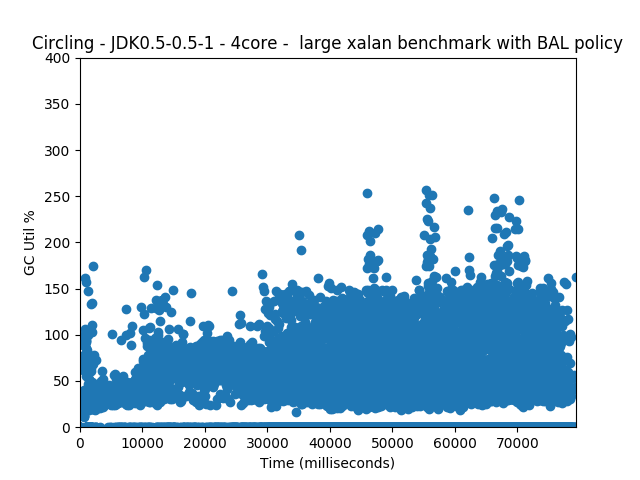 Circling - JDK0.5-0.5-1 - 4core -  large xalan benchmark with BAL policy
400
350
300
250
200
150
100
50
0
GC Util %
0 10000 20000 30000 40000 50000 60000 70000
Time (milliseconds)